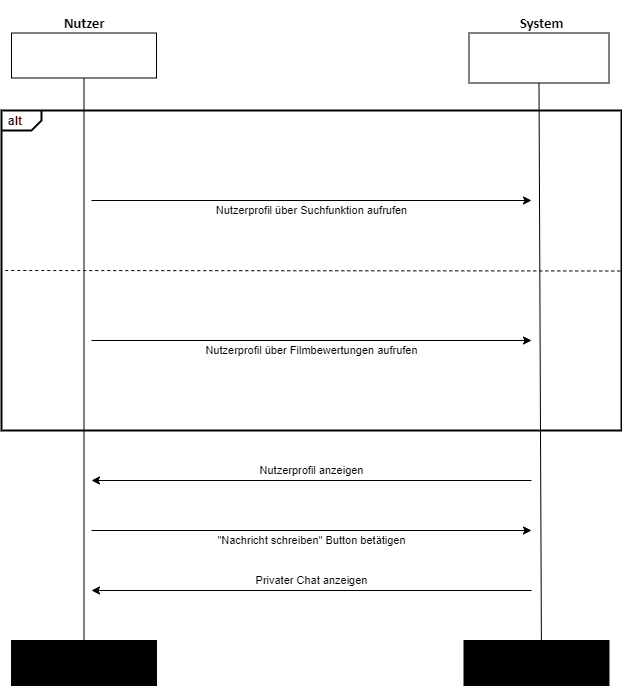 Nutzer
System
alt
Nutzerprofil über Suchfunktion aufrufen
Nutzerprofil über Filmbewertungen aufrufen
Nutzerprofil anzeigen
"Nachricht schreiben" Button betätigen
Privater Chat anzeigen